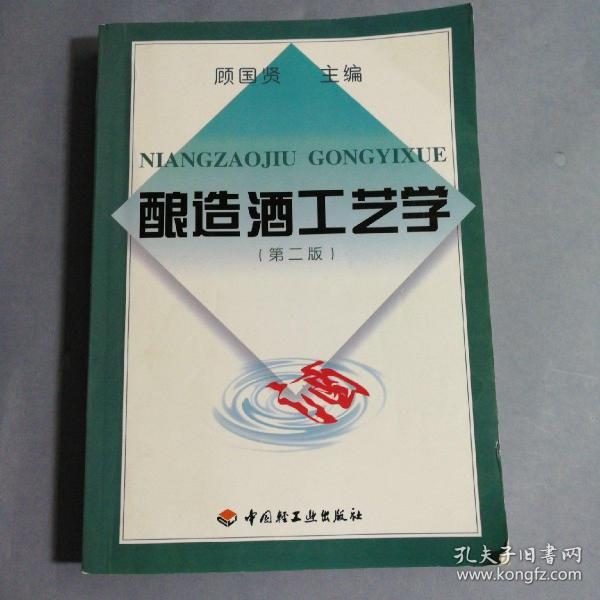 顾国贤 主编
NIANGZAOJIU GONGYIXUE
酿造酒工艺学
(第二版)
酒
中国轻工业出版社
孔夫子旧书网
www.kongfz.com